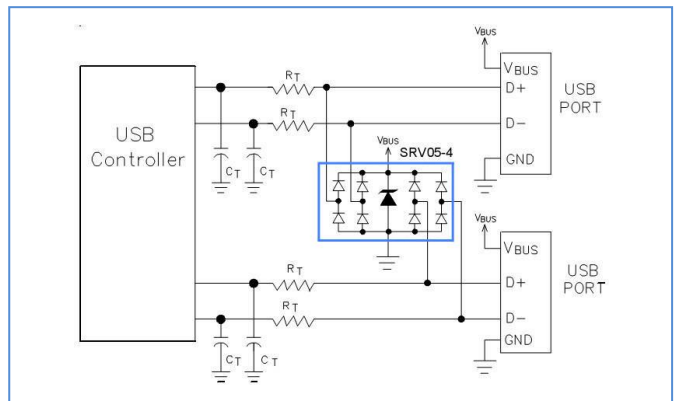 VBUS
RT
VBUS
D+
USB
PORT
RT
D-
USB
Controller
VBUS
SRV05-4
CT
CT
GND
VBUS
VBUS
RT
D+
USB
PORT
RT
D-
CT
CT
GND